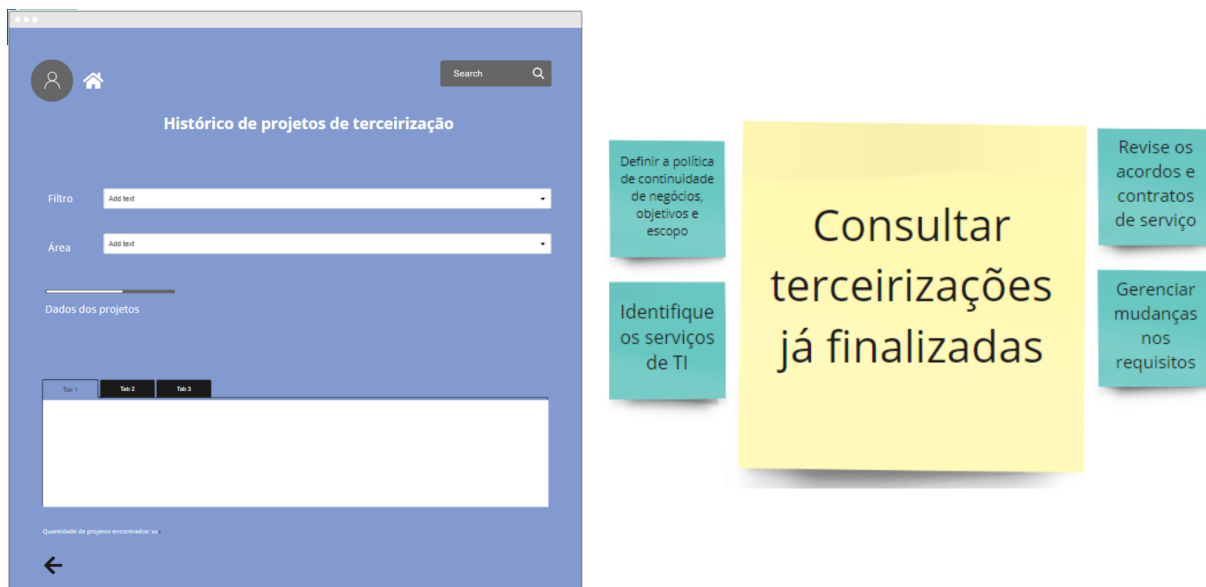 Search
Histórico de projetos de terceirização
Filtro
Add text
Área
Add text
Dados dos projetos
Tab 1
Tab 2
Tab 3
Quantidade de projetos encontrados: xx
Definir a política
de continuidade
de negócios,
objetivos e
escopo
Identifique
os serviços
de TI
Consultar
terceirizações
já finalizadas
Revise os
acordos e
contratos
de serviço
Gerenciar
mudanças
nos
requisitos